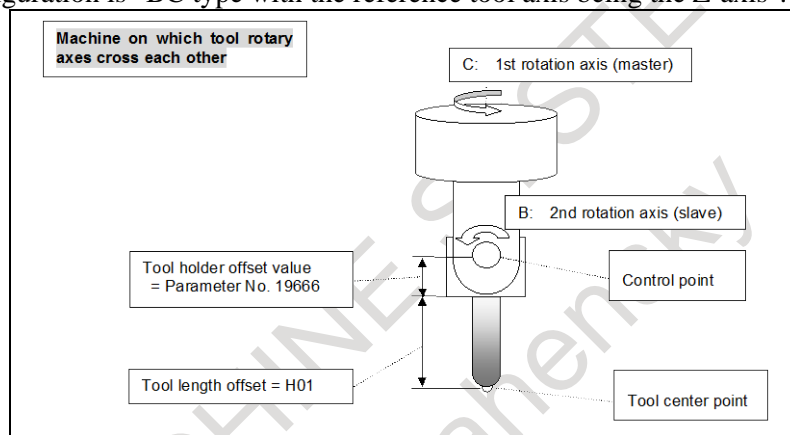 guration is "BC type with the reference tool axis being the Z-axis".
Machine on which tool rotary
axes cross each other
C: 1st rotation axis (master)
B: 2nd rotation axis (slave)
Tool holder offset value
= Parameter No. 19666
Control point
Tool length offset = H01
Tool center point